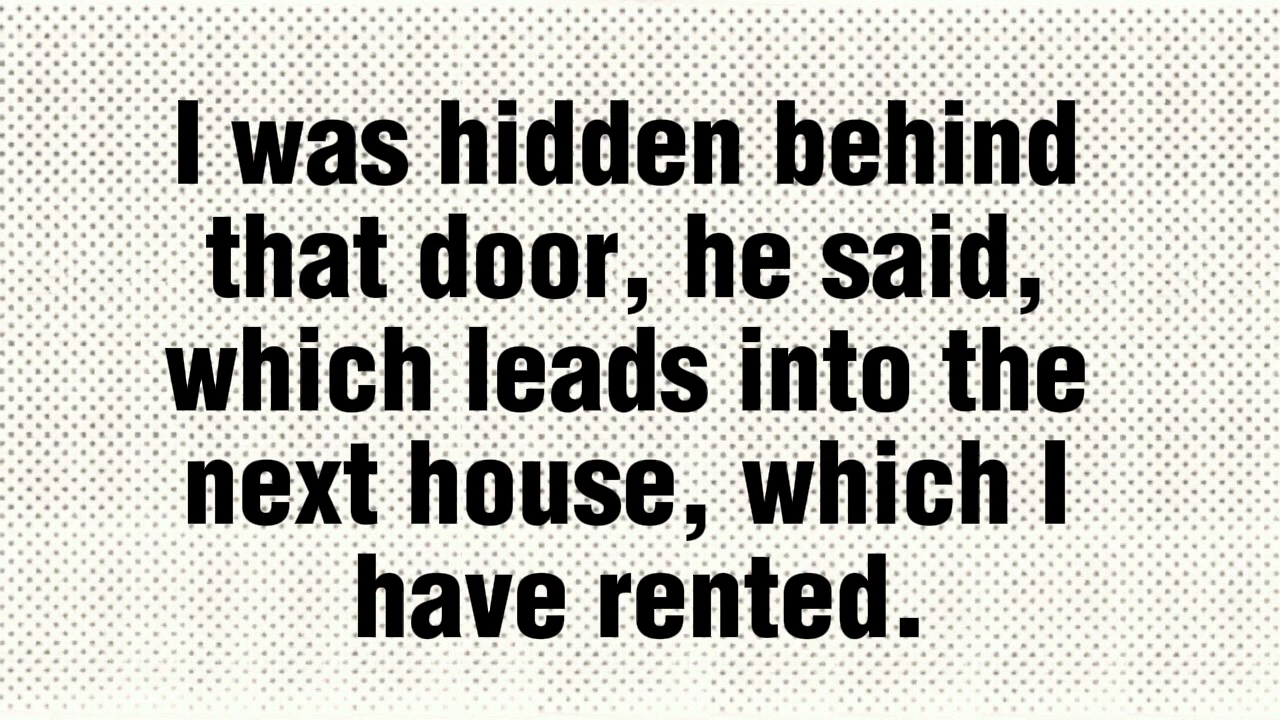 I was hidden behind
that door, he said,
which leads into the
next house, which I
have rented.